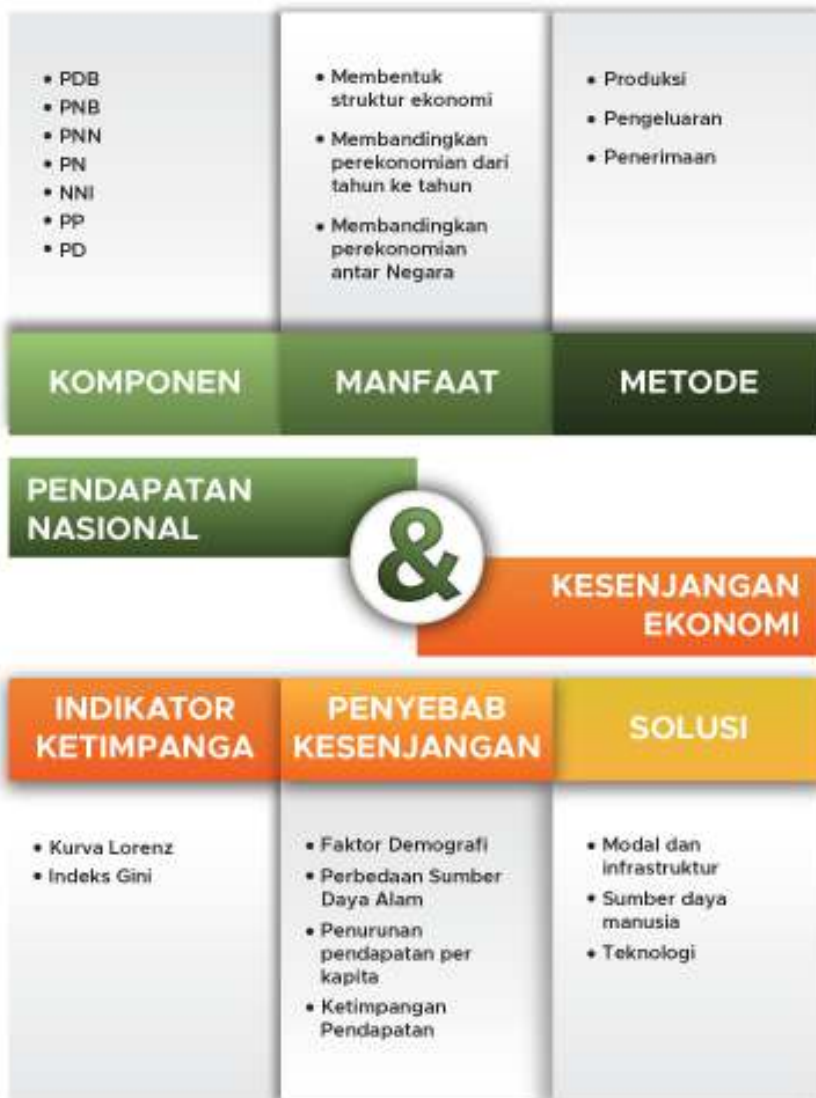 • PDB
• PNB
• PNN
• PN
• NNI
• PP
• PD
• Membentuk
struktur ekonomi
• Membandingkan
perekonomian dari
tahun ke tahun
• Membandingkan
perekonomian
antar Negara
• Produksi
• Pengeluaran
• Penerimaan
KOMPONEN
MANFAAT
METODE
PENDAPATAN
NASIONAL
&
KESENJANGAN
EKONOMI
INDIKATOR
KETIMPANGA
PENYEBAB
KESENJANGAN
SOLUSI
• Kurva Lorenz
• Indeks Gini
• Faktor Demografi
• Perbedaan Sumber
Daya Alam
• Penurunan
pendapatan per
kapita
• Ketimpangan
Pendapatan
• Modal dan
infrastruktur
• Sumber daya
manusia
• Teknologi